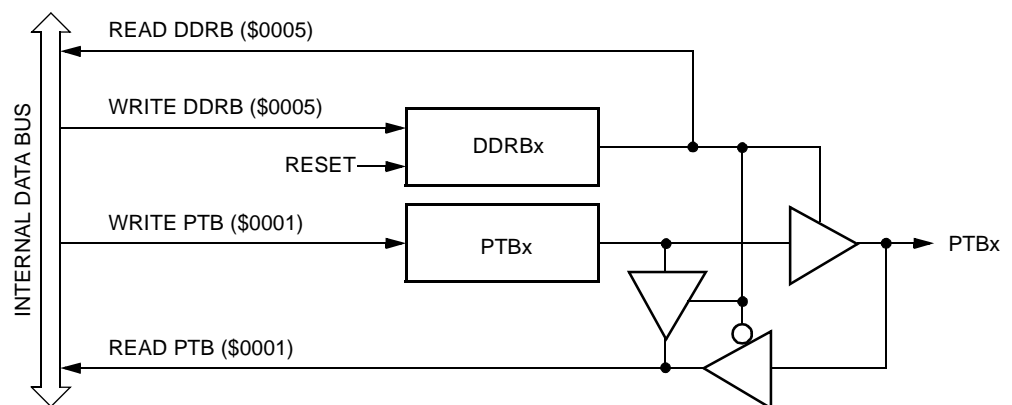 READ DDRB ($0005)
WRITE DDRB ($0005)
DDRBx
RESET
WRITE PTB ($0001)
PTBx
PTBx
READ PTB ($0001)
INTERNAL DATA BUS